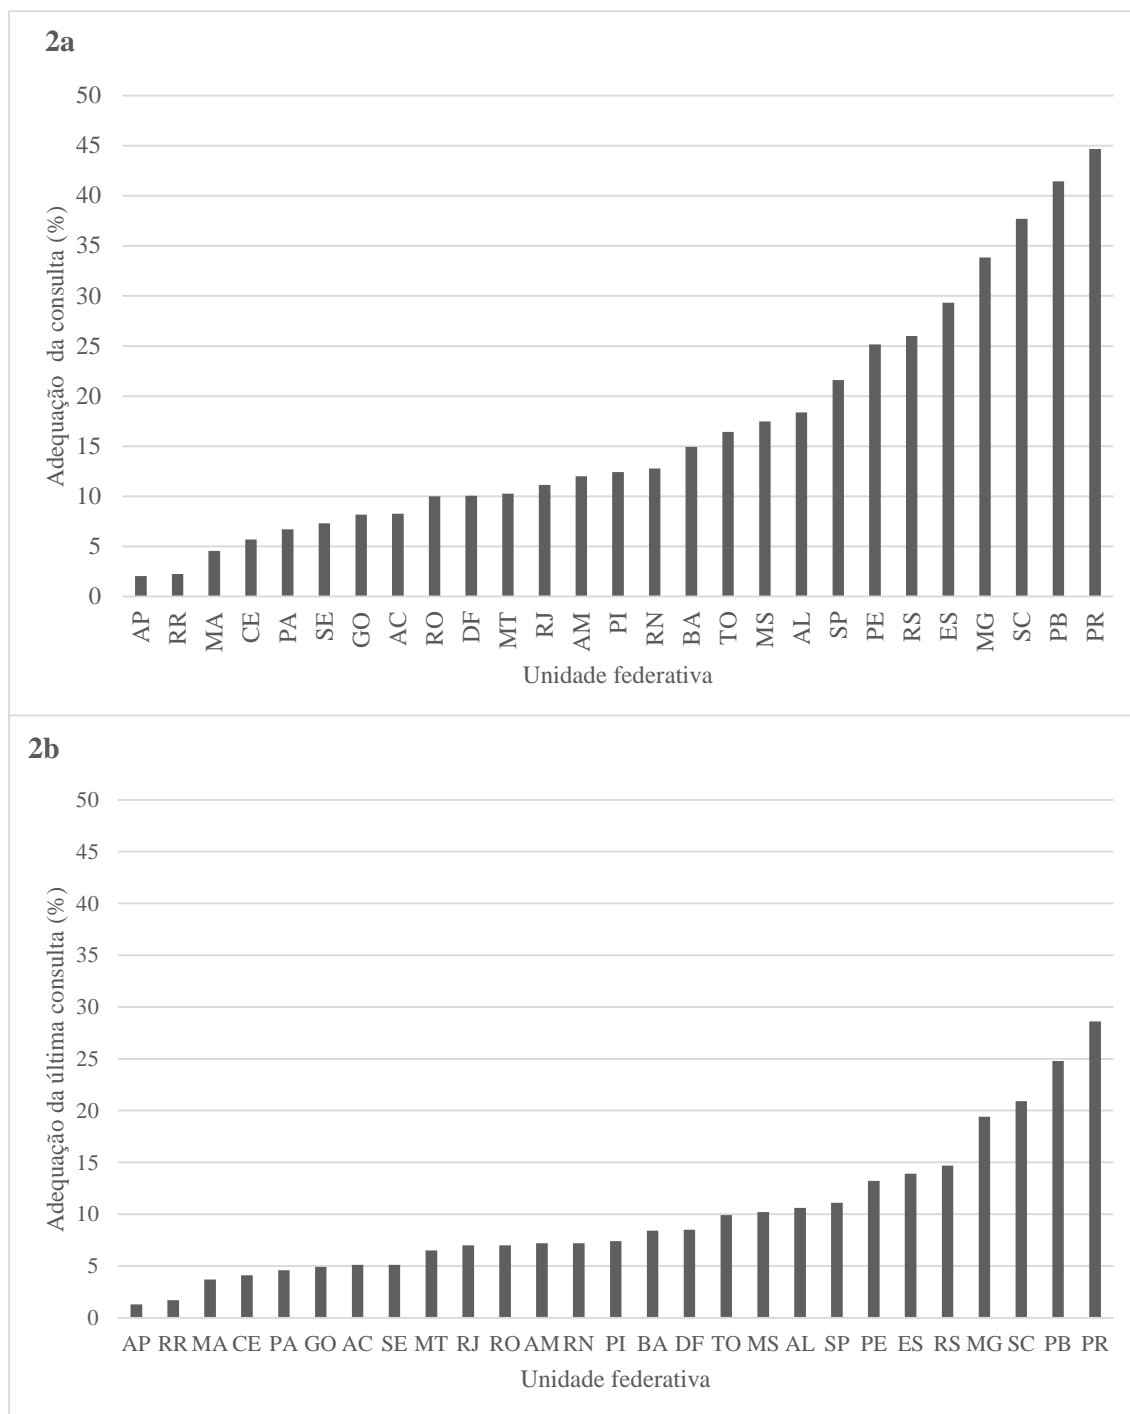 2a
50
45
40
35
30
25
20
15
10
5
0
Adequação da consulta (%)
AP RR MA CE PA SE GO AC RO DF MT RJ AM PI RN BA TO MS AL SP PE RS ES MG SC PB PR
Unidade federativa
2b
50
45
40
35
30
25
20
15
10
5
0
Adequação da última consulta (%)
AP RR MA CE PA GO AC SE MT RJ RO AM RN PI BA DF TO MS AL SP PE ES RS MG SC PB PR
Unidade federativa